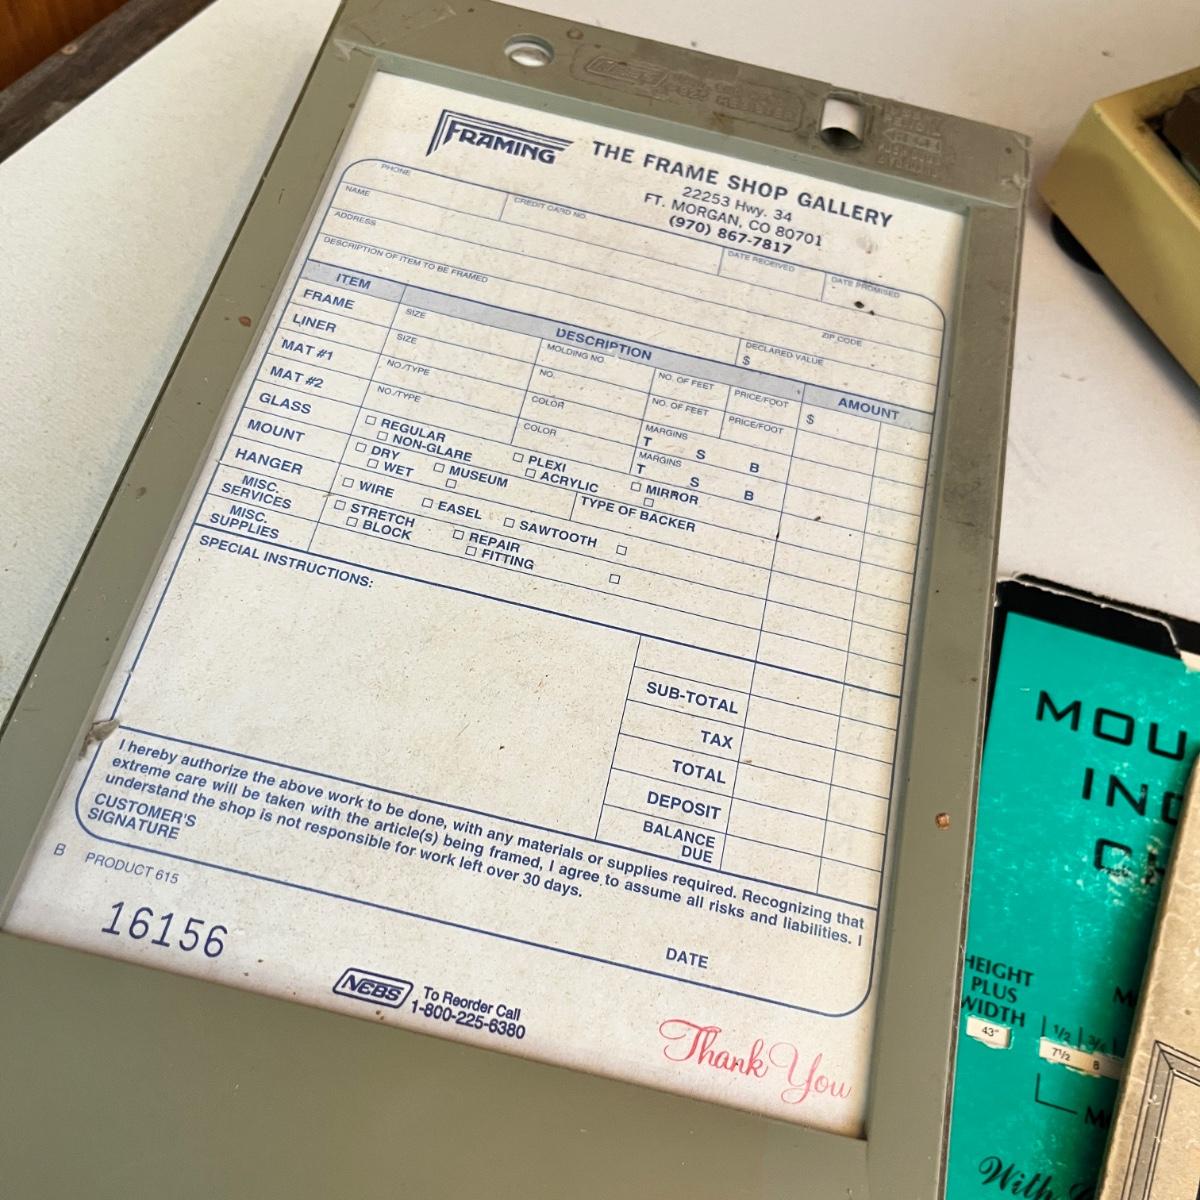 NEBS
FRAMING
THE FRAME SHOP GALLERY
22253 Hwy. 34
FT. MORGAN, CO 80701
(970) 867-7817
PHONE
NAME
CREDIT CARD NO.
DATE RECEIVED
DATE PROMISED
ADDRESS
ZIP CODE
DESCRIPTION OF ITEM TO BE FRAMED
DECLARED VALUE
$
ITEM DESCRIPTION AMOUNT
FRAME SIZE MOLDING NO. NO. OF FEET PRICE/FOOT $
LINER SIZE NO. NO. OF FEET PRICE/FOOT
MAT #1 NO./TYPE COLOR MARGINS T S B
MAT #2 NO./TYPE COLOR MARGINS T S B
GLASS REGULAR PLEXI MIRROR
NON-GLARE ACRYLIC
MOUNT DRY MUSEUM TYPE OF BACKER
WET
HANGER WIRE EASEL SAWTOOTH
MISC. SERVICES STRETCH REPAIR
BLOCK FITTING
MISC. SUPPLIES
SPECIAL INSTRUCTIONS:
SUB-TOTAL
TAX
TOTAL
DEPOSIT
BALANCE DUE
I hereby authorize the above work to be done, with any materials or supplies required. Recognizing that
extreme care will be taken with the article(s) being framed, I agree to assume all risks and liabilities. I
understand the shop is not responsible for work left over 30 days.
CUSTOMER'S
SIGNATURE
DATE
B PRODUCT 615
16156
NEBS To Reorder Call
1-800-225-6380
Thank You
MOU
IN
HEIGHT
PLUS
WIDTH
43"
1/2 3/4
7½ 8
M
With